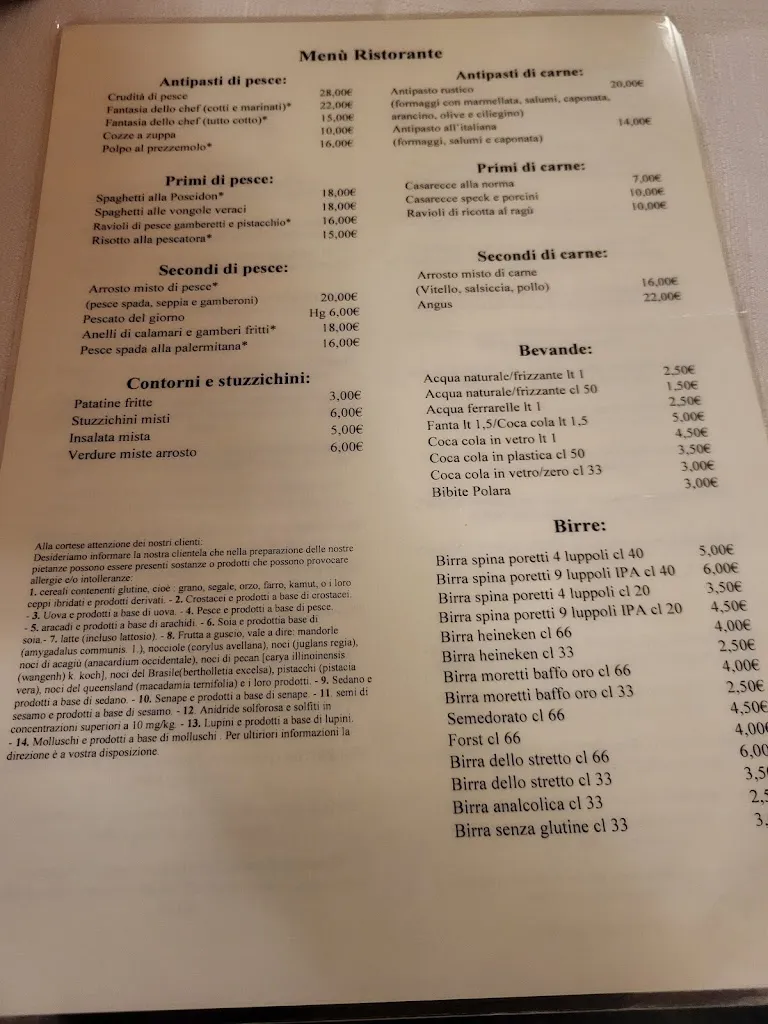 Menù Ristorante
Antipasti di pesce:
Crudità di pesce 28,00€
Fantasia dello chef (cotti e marinati)* 22,00€
Fantasia dello chef (tutto cotto)* 15,00€
Cozze a zuppa 10,00€
Polpo al prezzemolo* 16,00€
Primi di pesce:
Spaghetti alla Poseidon* 18,00€
Spaghetti alle vongole veraci 18,00€
Ravioli di pesce gamberetti e pistacchio* 16,00€
Risotto alla pescatora* 15,00€
Secondi di pesce:
Arrosto misto di pesce*
(pesce spada, seppia e gamberoni) 20,00€
Pescato del giorno Hg 6,00€
Anelli di calamari e gamberi fritti* 18,00€
Pesce spada alla palermitana* 16,00€
Contorni e stuzzichini:
Patatine fritte 3,00€
Stuzzichini misti 6,00€
Insalata mista 5,00€
Verdure miste arrosto 6,00€
Alla cortese attenzione dei nostri clienti:
Desideriamo informare la nostra clientela che nella preparazione delle nostre
pietanze possono essere presenti sostanze o prodotti che possono provocare
allergie e/o intolleranze:
1. cereali contenenti glutine, cioè : grano, segale, orzo, farro, kamut, o i loro
ceppi ibridati e prodotti derivati. - 2. Crostacei e prodotti a base di crostacei.
- 3. Uova e prodotti a base di uova. - 4. Pesce e prodotti a base di pesce.
- 5. aracadi e prodotti a base di arachidi. - 6. Soia e prodottia base di
soia.- 7. latte (incluso lattosio). - 8. Frutta a guscio, vale a dire: mandorle
(amygadalus communis. l.), nocciole (corylus avellana), noci (juglans regia),
noci di acagiù (anacardium occidentale), noci di pecan [carya illinoinensis
(wangenh) k. koch], noci del Brasile(bertholletia excelsa), pistacchi (pistacia
vera), noci del queensland (macadamia ternifolia) e i loro prodotti. - 9. Sedano e
prodotti a base di sedano. - 10. Senape e prodotti a base di senape. - 11. semi di
sesamo e prodotti a base di sesamo. - 12. Anidride solforosa e solfiti in
concentrazioni superiori a 10 mg/kg. - 13. Lupini e prodotti a base di lupini.
- 14. Molluschi e prodotti a base di molluschi . Per ultiriori informazioni la
direzione è a vostra disposizione.
Antipasti di carne:
Antipasto rustico 20,00€
(formaggi con marmellata, salumi, caponata,
arancino, olive e ciliegino)
Antipasto all'italiana 14,00€
(formaggi, salumi e caponata)
Primi di carne:
Casarecce alla norma 7,00€
Casarecce speck e porcini 10,00€
Ravioli di ricotta al ragù 10,00€
Secondi di carne:
Arrosto misto di carne
(Vitello, salsiccia, pollo) 16,00€
Angus 22,00€
Bevande:
Acqua naturale/frizzante lt 1 2,50€
Acqua naturale/frizzante cl 50 1,50€
Acqua ferrarelle lt 1 2,50€
Fanta lt 1,5/Coca cola lt 1,5 5,00€
Coca cola in vetro lt 1 4,50€
Coca cola in plastica cl 50 3,50€
Coca cola in vetro/zero cl 33 3,00€
Bibite Polara 3,00€
Birre:
Birra spina poretti 4 luppoli cl 40 5,00€
Birra spina poretti 9 luppoli IPA cl 40 6,00€
Birra spina poretti 4 luppoli cl 20 3,50€
Birra spina poretti 9 luppoli IPA cl 20 4,50€
Birra heineken cl 66 4,00€
Birra heineken cl 33 2,50€
Birra moretti baffo oro cl 66 4,00€
Birra moretti baffo oro cl 33 2,50€
Semedorato cl 66 4,50€
Forst cl 66 4,00€
Birra dello stretto cl 66 6,00
Birra dello stretto cl 33 3,5
Birra analcolica cl 33 2,5
Birra senza glutine cl 33 3,